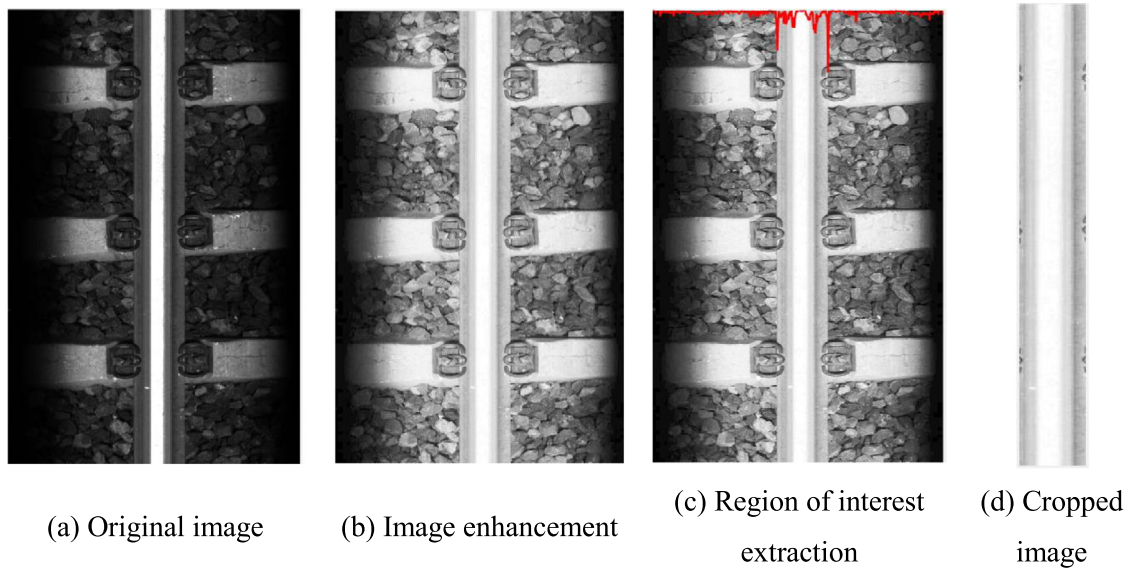 (a) Original image
(b) Image enhancement
(c) Region of interest
extraction
(d) Cropped
image